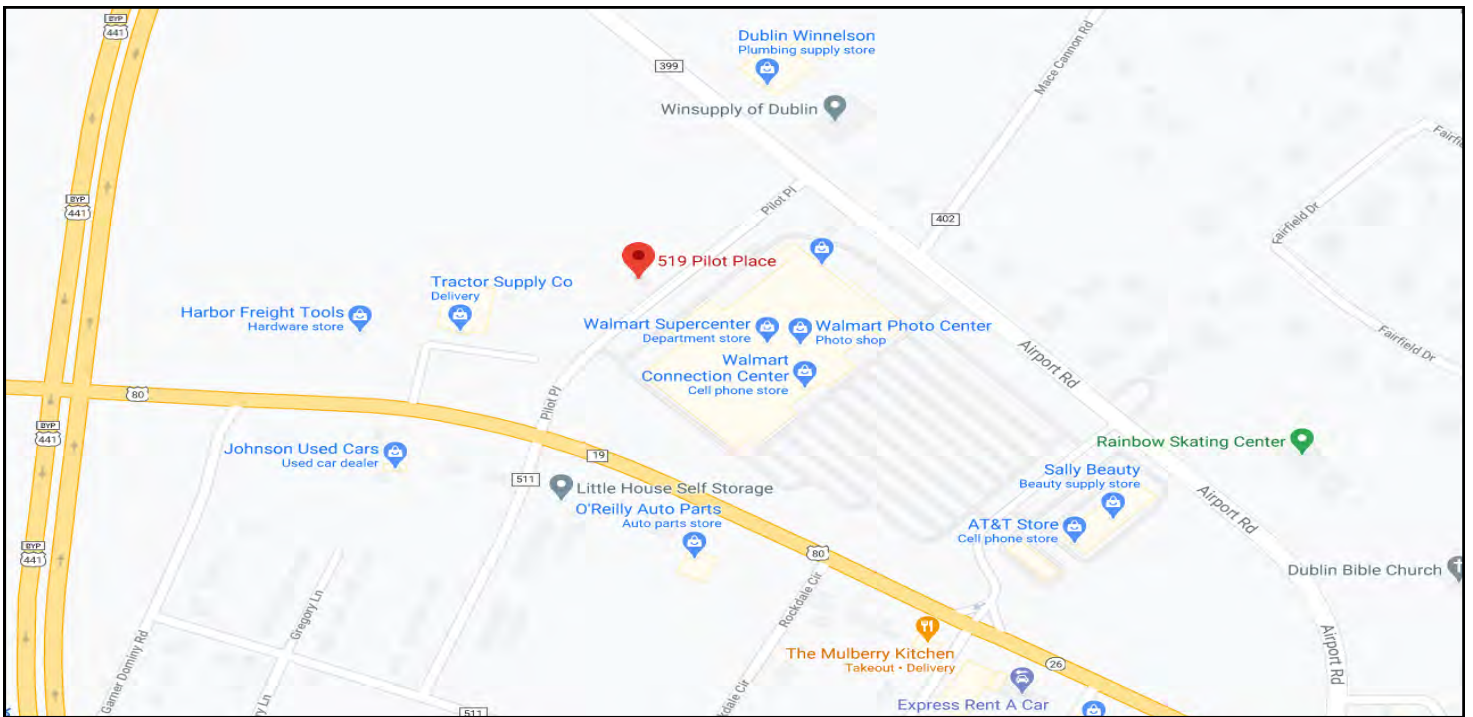 BYP
441
Dublin Winnelson
Plumbing supply store
399
Mace Cannon Rd
Winsupply of Dublin
BYP
441
Pilot Pl
402
Fairfield Dr
519 Pilot Place
Tractor Supply Co
Delivery
Harbor Freight Tools
Hardware store
Walmart Supercenter
Department store
Walmart Photo Center
Photo shop
Fairfield Dr
Airport Rd
Walmart
Connection Center
Cell phone store
80
Pilot Pl
BYP
441
Johnson Used Cars
Used car dealer
19
Rainbow Skating Center
511
Little House Self Storage
Sally Beauty
Beauty supply store
O'Reilly Auto Parts
Auto parts store
Airport Rd
AT&T Store
Cell phone store
BYP
441
80
Dublin Bible Church
Gregory Ln
Rockdale Cir
Garner Dominy Rd
The Mulberry Kitchen
Takeout • Delivery
26
Airport Rd
Express Rent A Car
511